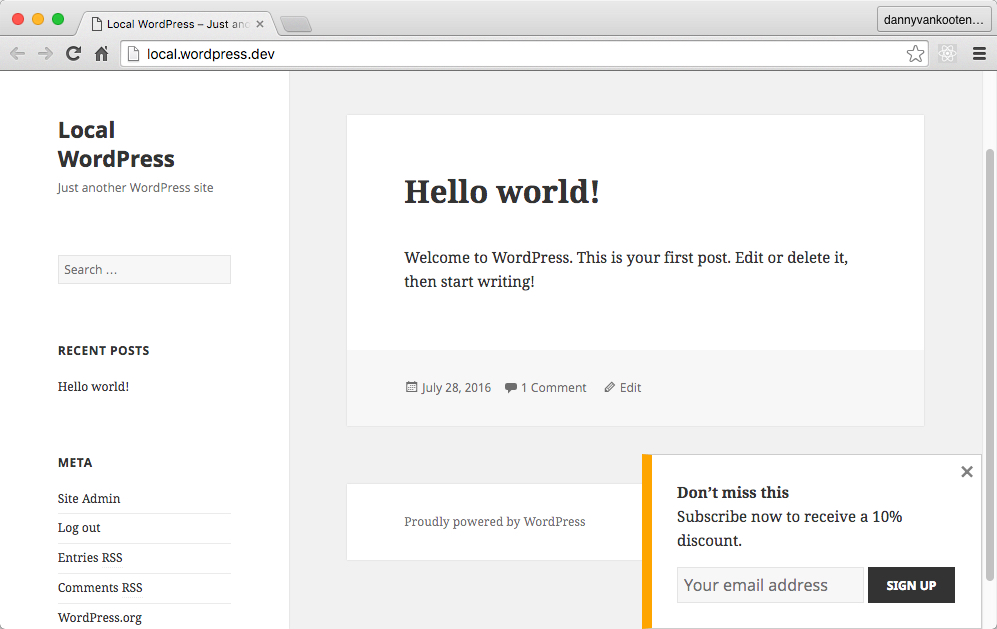 Local WordPress – Just an
dannyvankooten…
local.wordpress.dev
Local
WordPress
Just another WordPress site
Search …
RECENT POSTS
Hello world!
META
Site Admin
Log out
Entries RSS
Comments RSS
WordPress.org
Hello world!
Welcome to WordPress. This is your first post. Edit or delete it,
then start writing!
July 28, 2016 1 Comment Edit
Proudly powered by WordPress
Don’t miss this
Subscribe now to receive a 10%
discount.
Your email address SIGN UP